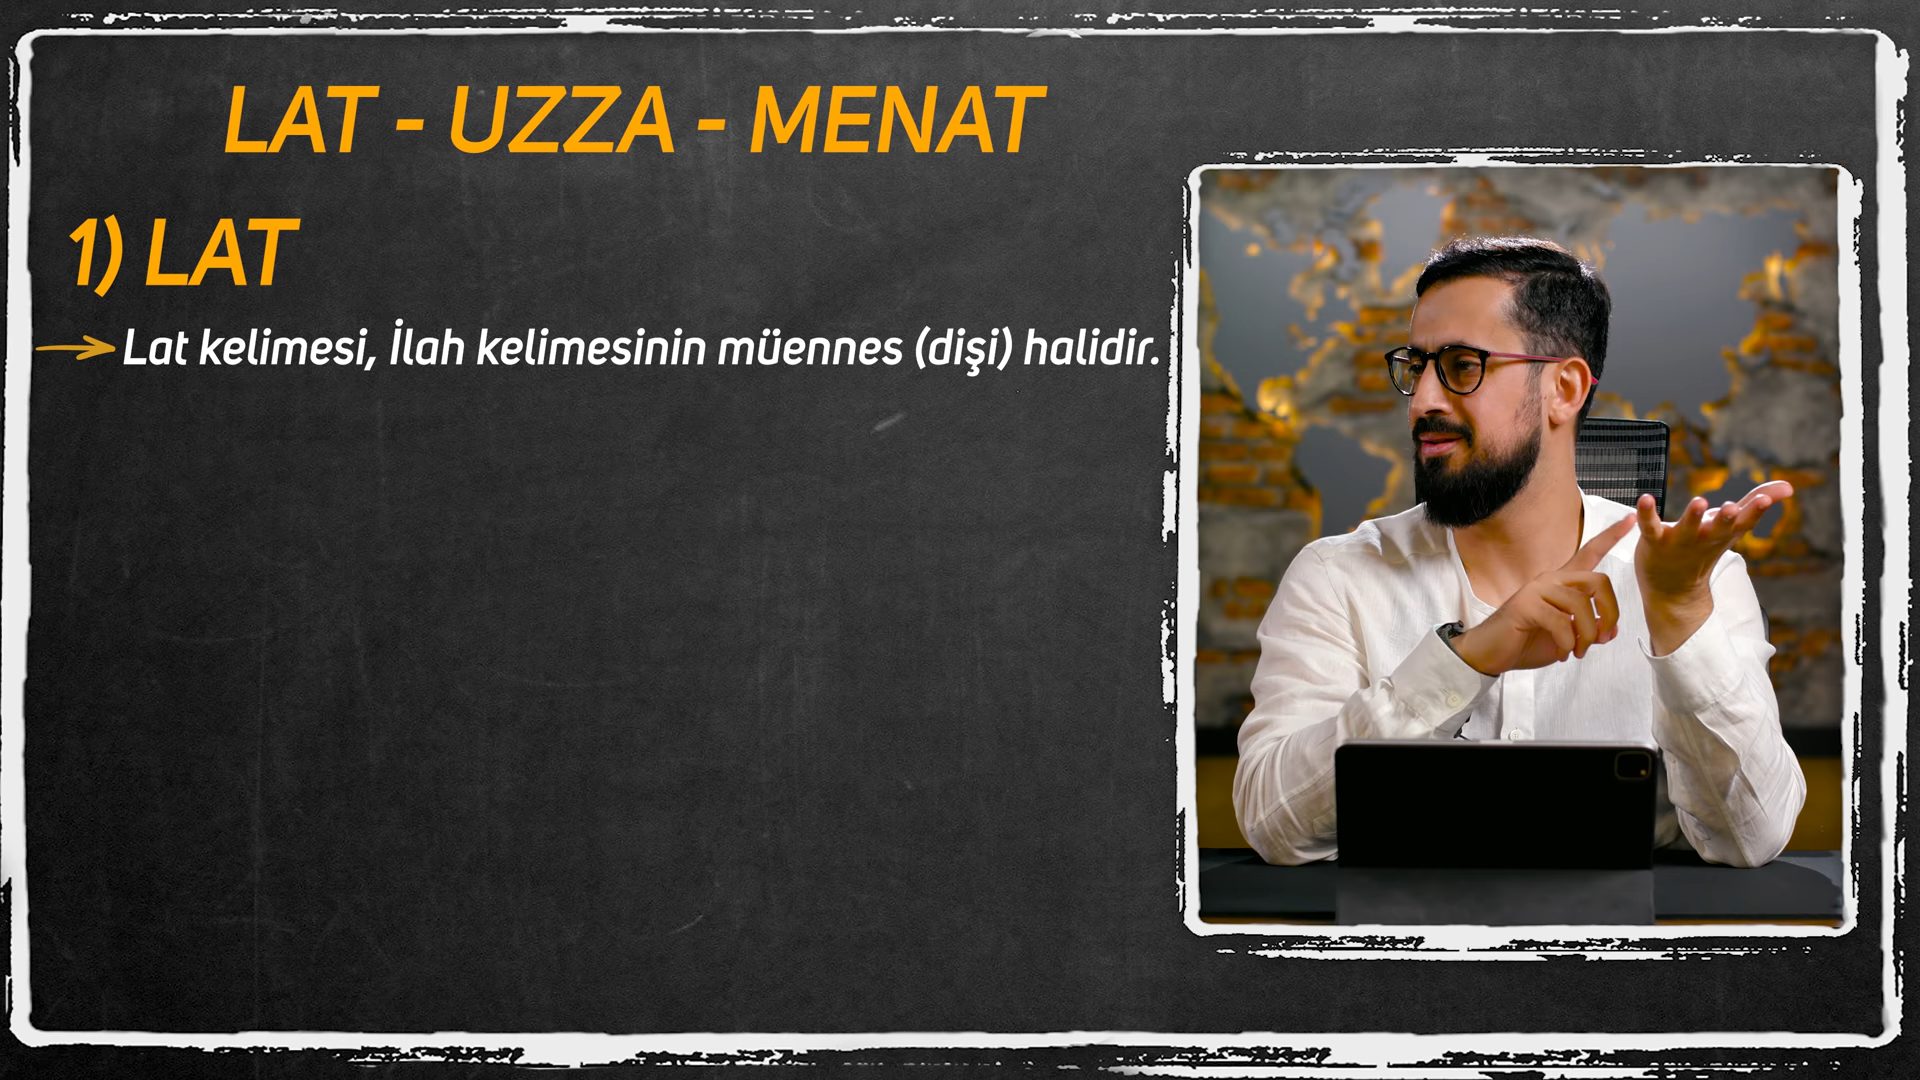 LAT - UZZA - MENAT
1) LAT
Lat kelimesi, İlah kelimesinin müennes (dişi) halidir.